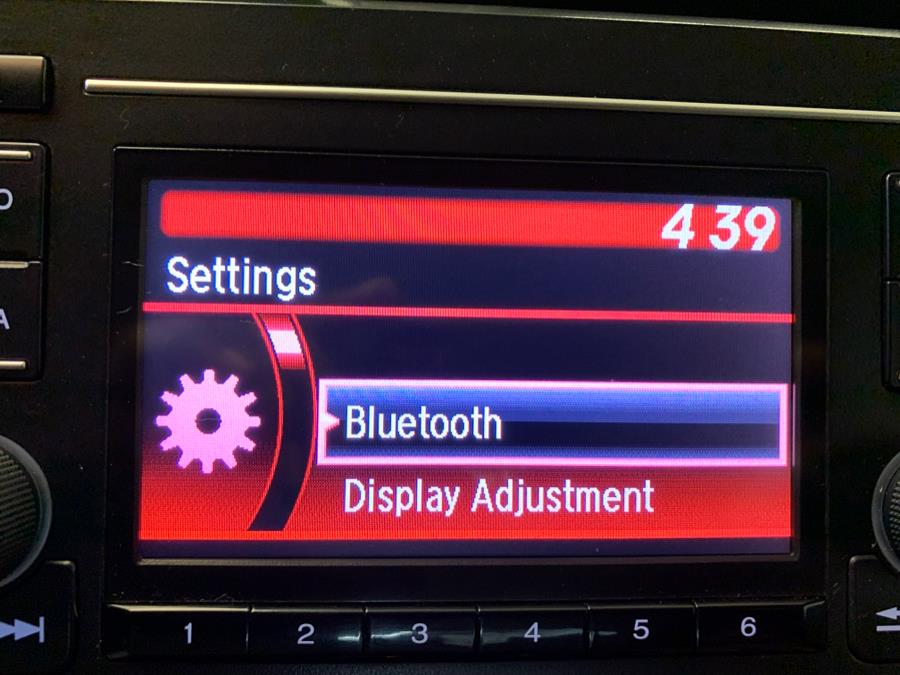 4 39
Settings
Bluetooth
Display Adjustment
1 2 3 4 5 6